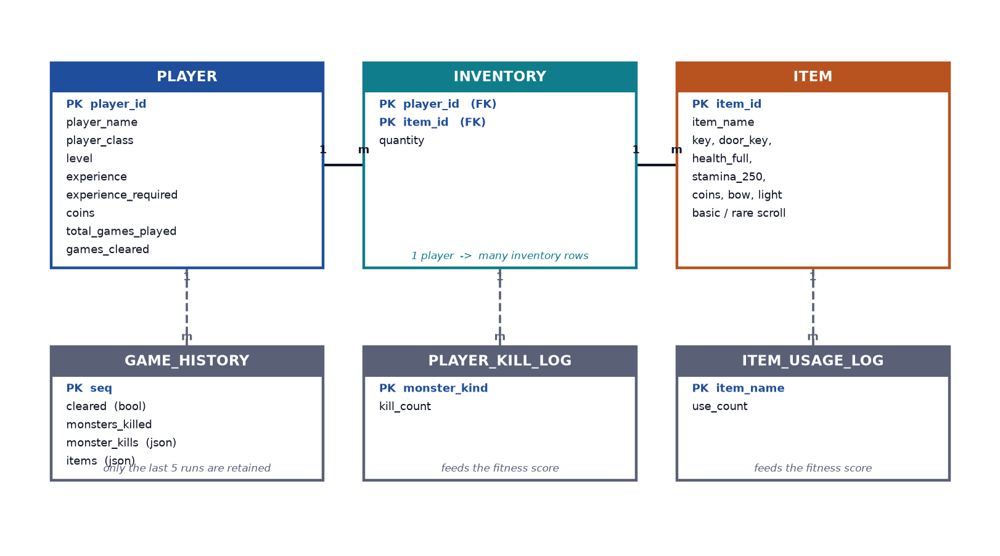 PLAYER
PK  player_id
player_name
player_class
level
experience
experience_required
coins
total_games_played
games_cleared
1
m
INVENTORY
PK  player_id   (FK)
PK  item_id   (FK)
quantity
1 player  ->  many inventory rows
1
m
ITEM
PK  item_id
item_name
key, door_key,
health_full,
stamina_250,
coins, bow, light
basic / rare scroll
1
m
1
m
1
m
GAME_HISTORY
PK  seq
cleared  (bool)
monsters_killed
monster_kills  (json)
items  (json)
only the last 5 runs are retained
PLAYER_KILL_LOG
PK  monster_kind
kill_count
feeds the fitness score
ITEM_USAGE_LOG
PK  item_name
use_count
feeds the fitness score